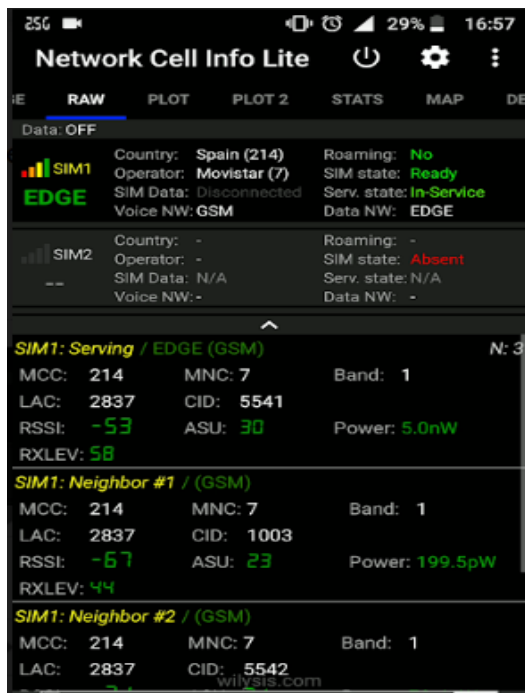 256 29% 16:57
Network Cell Info Lite
RAW PLOT PLOT 2 STATS MAP
Data: OFF
SIM1 EDGE
Country: Spain (214) Roaming: No
Operator: Movistar (7) SIM state: Ready
SIM Data: Disconnected Serv. state: In-Service
Voice NW: GSM Data NW: EDGE
SIM2 --
Country: - Roaming: -
Operator: - SIM state: Absent
SIM Data: N/A Serv. state: N/A
Voice NW: - Data NW: -
SIM1: Serving / EDGE (GSM) N: 3
MCC: 214 MNC: 7 Band: 1
LAC: 2837 CID: 5541
RSSI: -53 ASU: 30 Power: 5.0nW
RXLEV: 58
SIM1: Neighbor #1 / (GSM)
MCC: 214 MNC: 7 Band: 1
LAC: 2837 CID: 1003
RSSI: -67 ASU: 23 Power: 199.5pW
RXLEV: 44
SIM1: Neighbor #2 / (GSM)
MCC: 214 MNC: 7 Band: 1
LAC: 2837 CID: 5542
wilysis.com